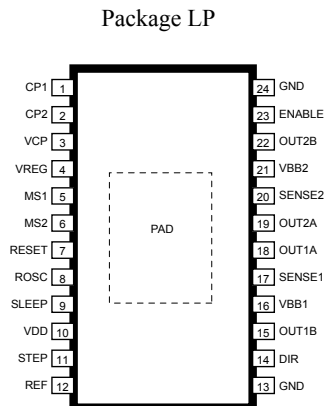 Package LP
CP1 1 24 GND
CP2 2 23 ENABLE
VCP 3 22 OUT2B
VREG 4 21 VBB2
MS1 5 20 SENSE2
MS2 6 19 OUT2A
RESET 7 18 OUT1A
ROSC 8 17 SENSE1
SLEEP 9 16 VBB1
VDD 10 15 OUT1B
STEP 11 14 DIR
REF 12 13 GND
PAD